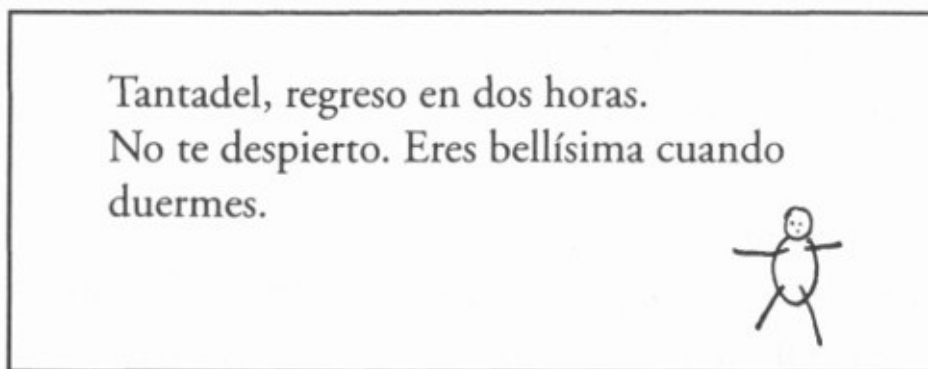 Tantadel, regreso en dos horas.
No te despierto. Eres bellísima cuando
duermes.